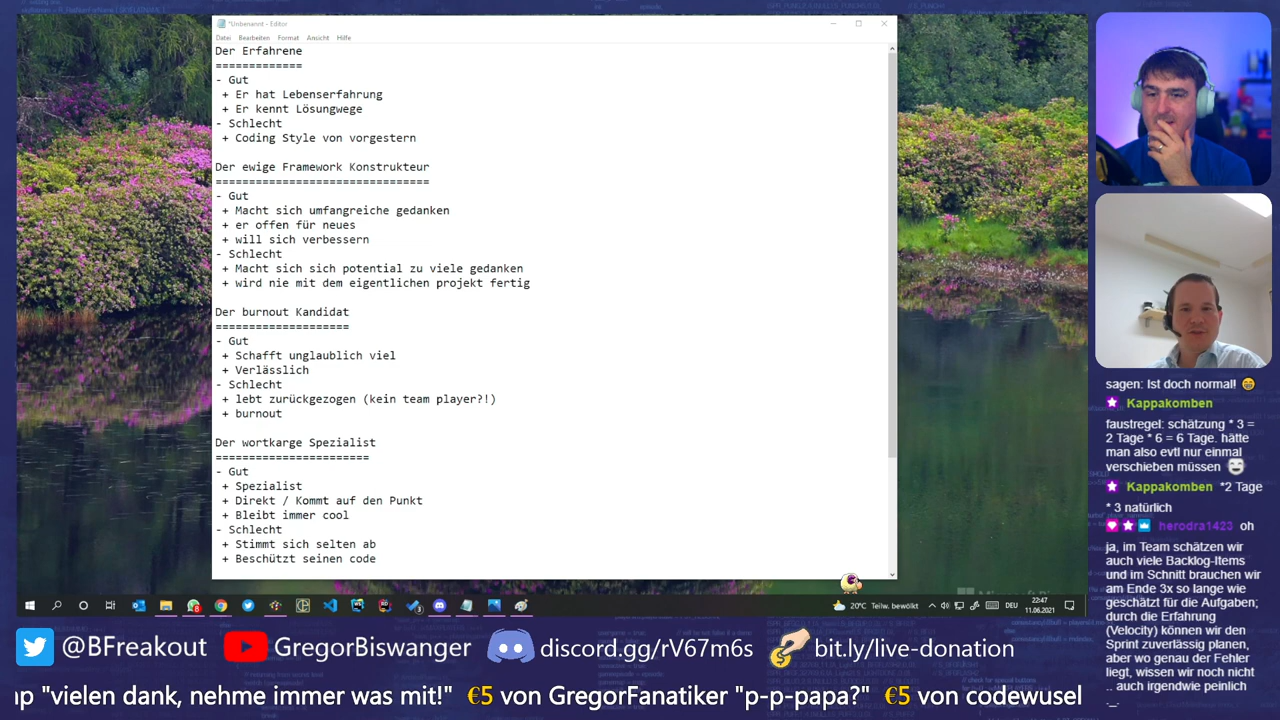 *Unbenannt - Editor
Datei Bearbeiten Format Ansicht Hilfe
Der Erfahrene
=============
- Gut
+ Er hat Lebenserfahrung
+ Er kennt Lösungwege
- Schlecht
+ Coding Style von vorgestern
Der ewige Framework Konstrukteur
================================
- Gut
+ Macht sich umfangreiche gedanken
+ er offen für neues
+ will sich verbessern
- Schlecht
+ Macht sich sich potential zu viele gedanken
+ wird nie mit dem eigentlichen projekt fertig
Der burnout Kandidat
====================
- Gut
+ Schafft unglaublich viel
+ Verlässlich
- Schlecht
+ lebt zurückgezogen (kein team player?!)
+ burnout
Der wortkarge Spezialist
=======================
- Gut
+ Spezialist
+ Direkt / Kommt auf den Punkt
+ Bleibt immer cool
- Schlecht
+ Stimmt sich selten ab
+ Beschützt seinen code
sagen: Ist doch normal!
Kappakomben
faustregel: schätzung * 3 =
2 Tage * 6 = 6 Tage. hätte
man also evtl nur einmal
verschieben müssen
Kappakomben *2 Tage
* 3 natürlich
herodra1423 oh
ja, im Team schätzen wir
auch viele Backlog-Items
und im Schnitt brauchen wir
am Ende 3x so lange wie
geschätzt für die Aufgaben;
durch die Erfahrung
(Velocity) können wir den
Sprint zuverlässig planen,
aber wo genau der Fehler
liegt, wissen wir noch nicht
.. auch irgendwie peinlich
._.
20°C Teilw. bewölkt
DEU
22:47
11.06.2021
@BFreakout
GregorBiswanger
discord.gg/rV67m6s
bit.ly/live-donation
"vielen dank, nehme immer was mit!" €5 von GregorFanatiker "p-p-papa?" €5 von codewusel